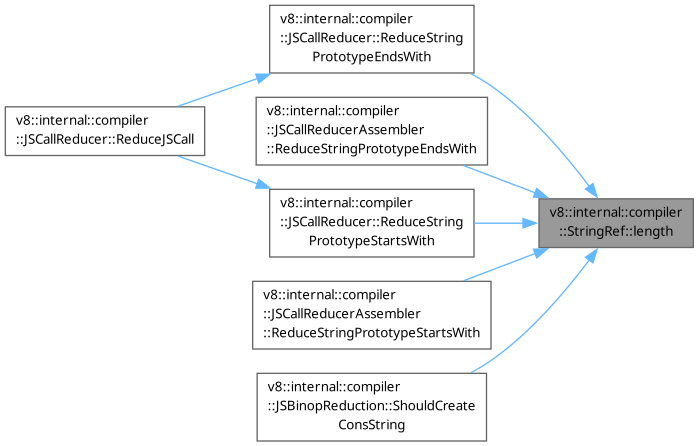 v8::internal::compiler
::JSCallReducer::ReduceString
PrototypeEndsWith
v8::internal::compiler
::JSCallReducer::ReduceJSCall
v8::internal::compiler
::JSCallReducerAssembler
::ReduceStringPrototypeEndsWith
v8::internal::compiler
::JSCallReducer::ReduceString
PrototypeStartsWith
v8::internal::compiler
::StringRef::length
v8::internal::compiler
::JSCallReducerAssembler
::ReduceStringPrototypeStartsWith
v8::internal::compiler
::JSBinopReduction::ShouldCreate
ConsString